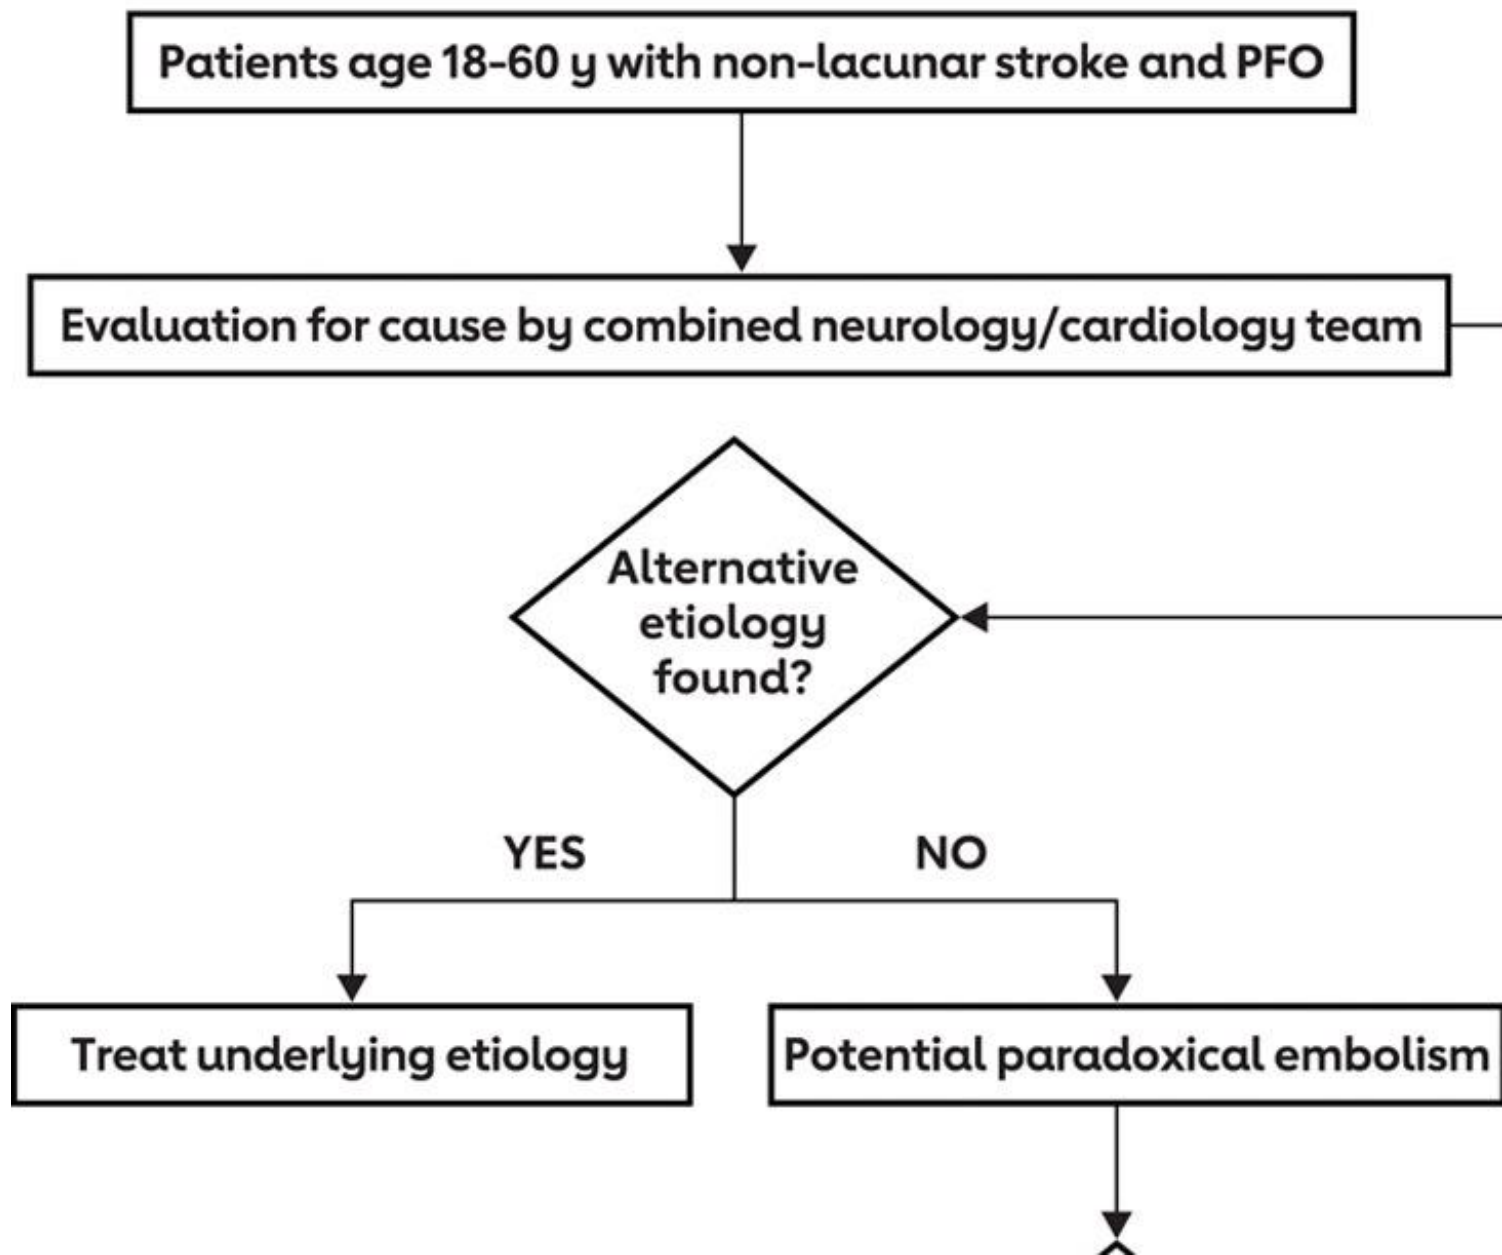 Patients age 18-60 y with non-lacunar stroke and PFO
Evaluation for cause by combined neurology/cardiology team
Alternative
etiology
found?
YES
NO
Treat underlying etiology
Potential paradoxical embolism